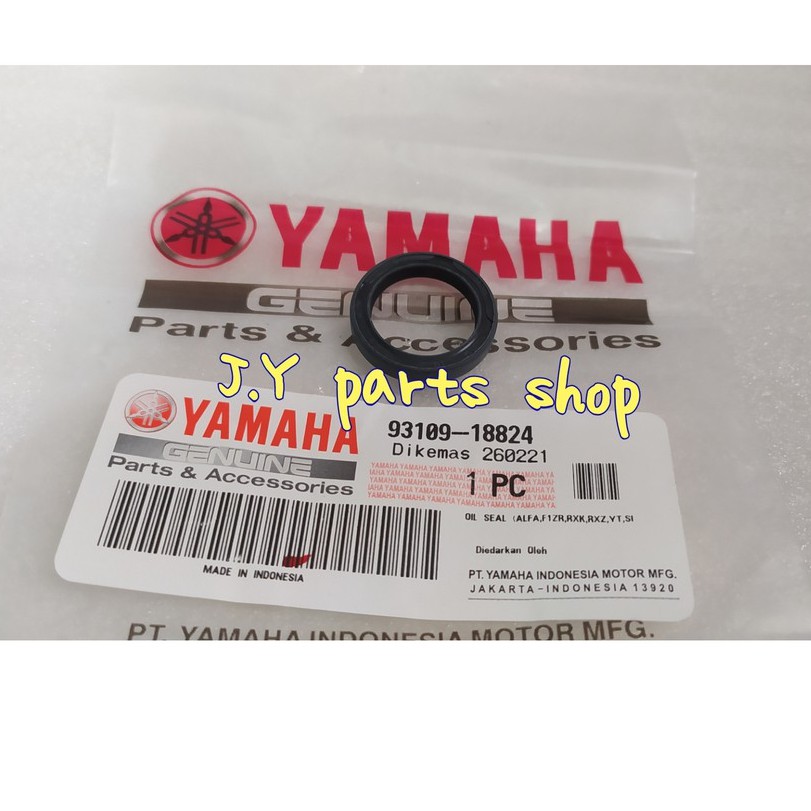 YAMAHA
GENUINE
Parts & Accessories
J.Y parts shop
YAMAHA
GENUINE
Parts & Accessories
93109-18824
Dikemas 260221
1 PC
OIL SEAL (ALFA,F1ZR,RXK,RXZ,YT,SI
Diedarkan Oleh
MADE IN INDONESIA
PT. YAMAHA INDONESIA MOTOR MFG.
JAKARTA-INDONESIA 13920
PT. YAMAHA INDONESIA MOTOR MFG.